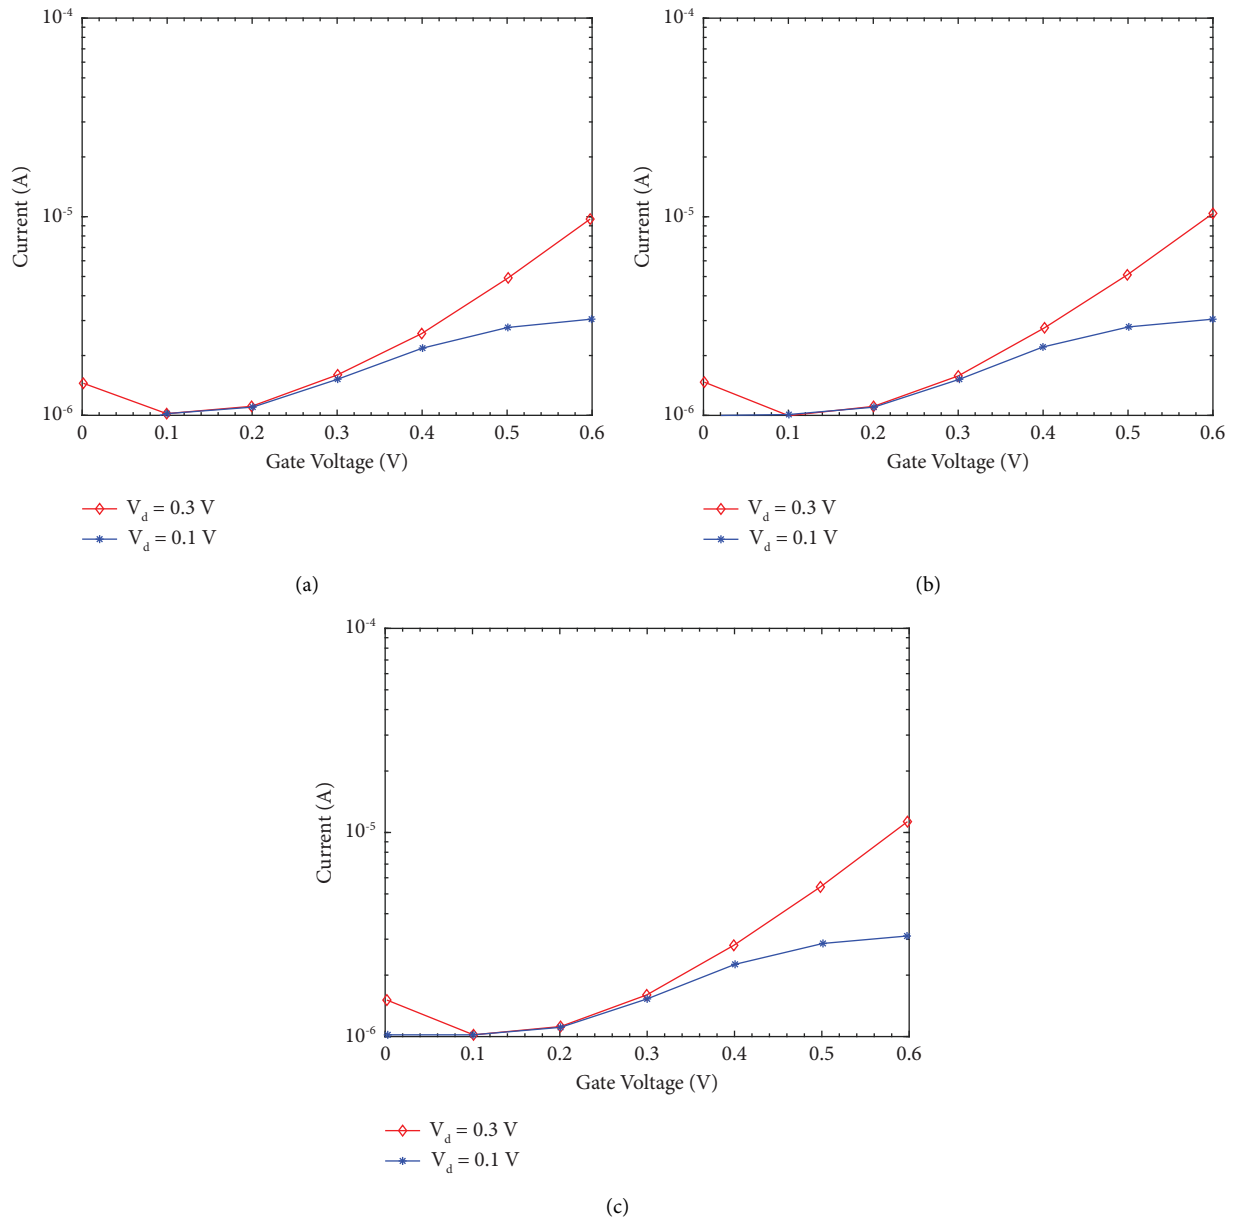 10-4
10-5
10-6
Current (A)
0 0.1 0.2 0.3 0.4 0.5 0.6
Gate Voltage (V)
Vd = 0.3 V
Vd = 0.1 V
(a)
10-4
10-5
10-6
Current (A)
0 0.1 0.2 0.3 0.4 0.5 0.6
Gate Voltage (V)
Vd = 0.3 V
Vd = 0.1 V
(b)
10-4
10-5
10-6
Current (A)
0 0.1 0.2 0.3 0.4 0.5 0.6
Gate Voltage (V)
Vd = 0.3 V
Vd = 0.1 V
(c)